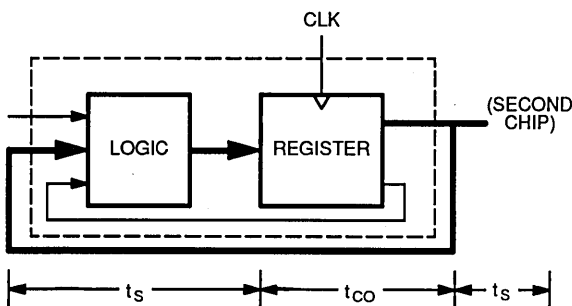 CLK
(SECOND
CHIP)
LOGIC
REGISTER
tS
tCO
tS